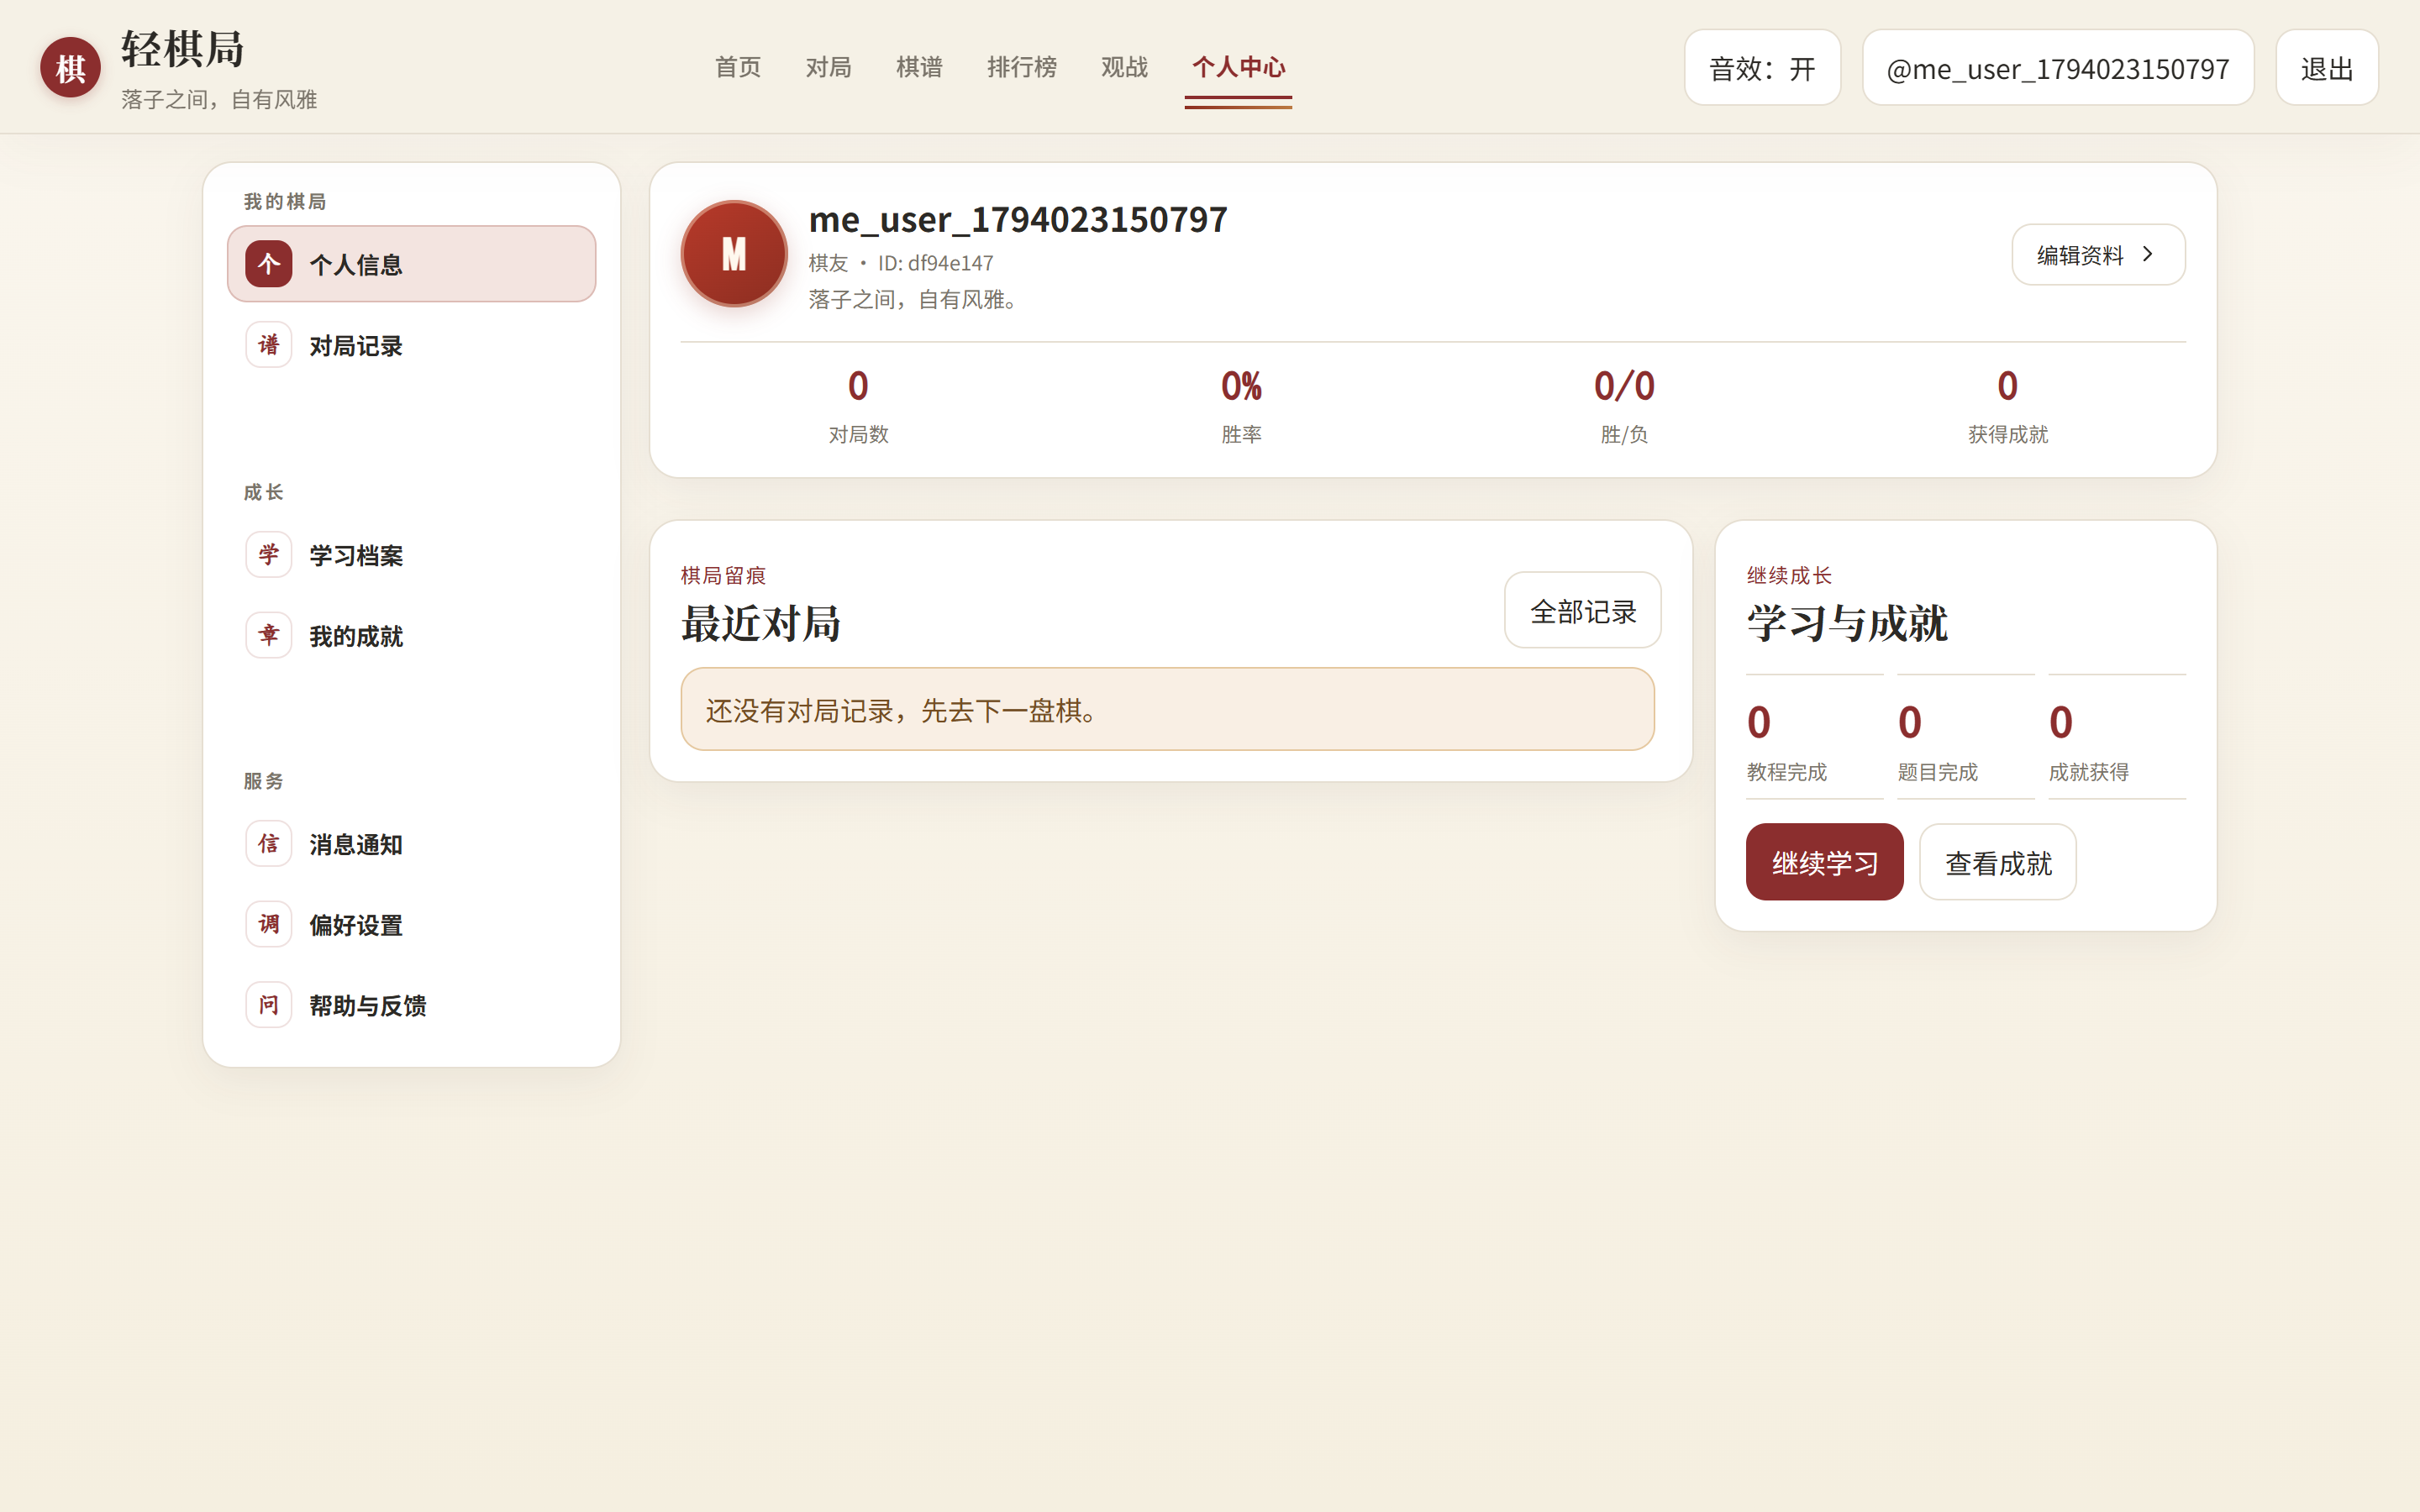 棋
轻棋局
落子之间，自有风雅
首页
对局
棋谱
排行榜
观战
个人中心
音效：开
@me_user_1794023150797
退出
我的棋局
个 个人信息
谱 对局记录
成长
学 学习档案
章 我的成就
服务
信 消息通知
调 偏好设置
问 帮助与反馈
M
me_user_1794023150797
棋友 · ID: df94e147
落子之间，自有风雅。
编辑资料
0
对局数
0%
胜率
0/0
胜/负
0
获得成就
棋局留痕
最近对局
全部记录
还没有对局记录，先去下一盘棋。
继续成长
学习与成就
0
教程完成
0
题目完成
0
成就获得
继续学习
查看成就